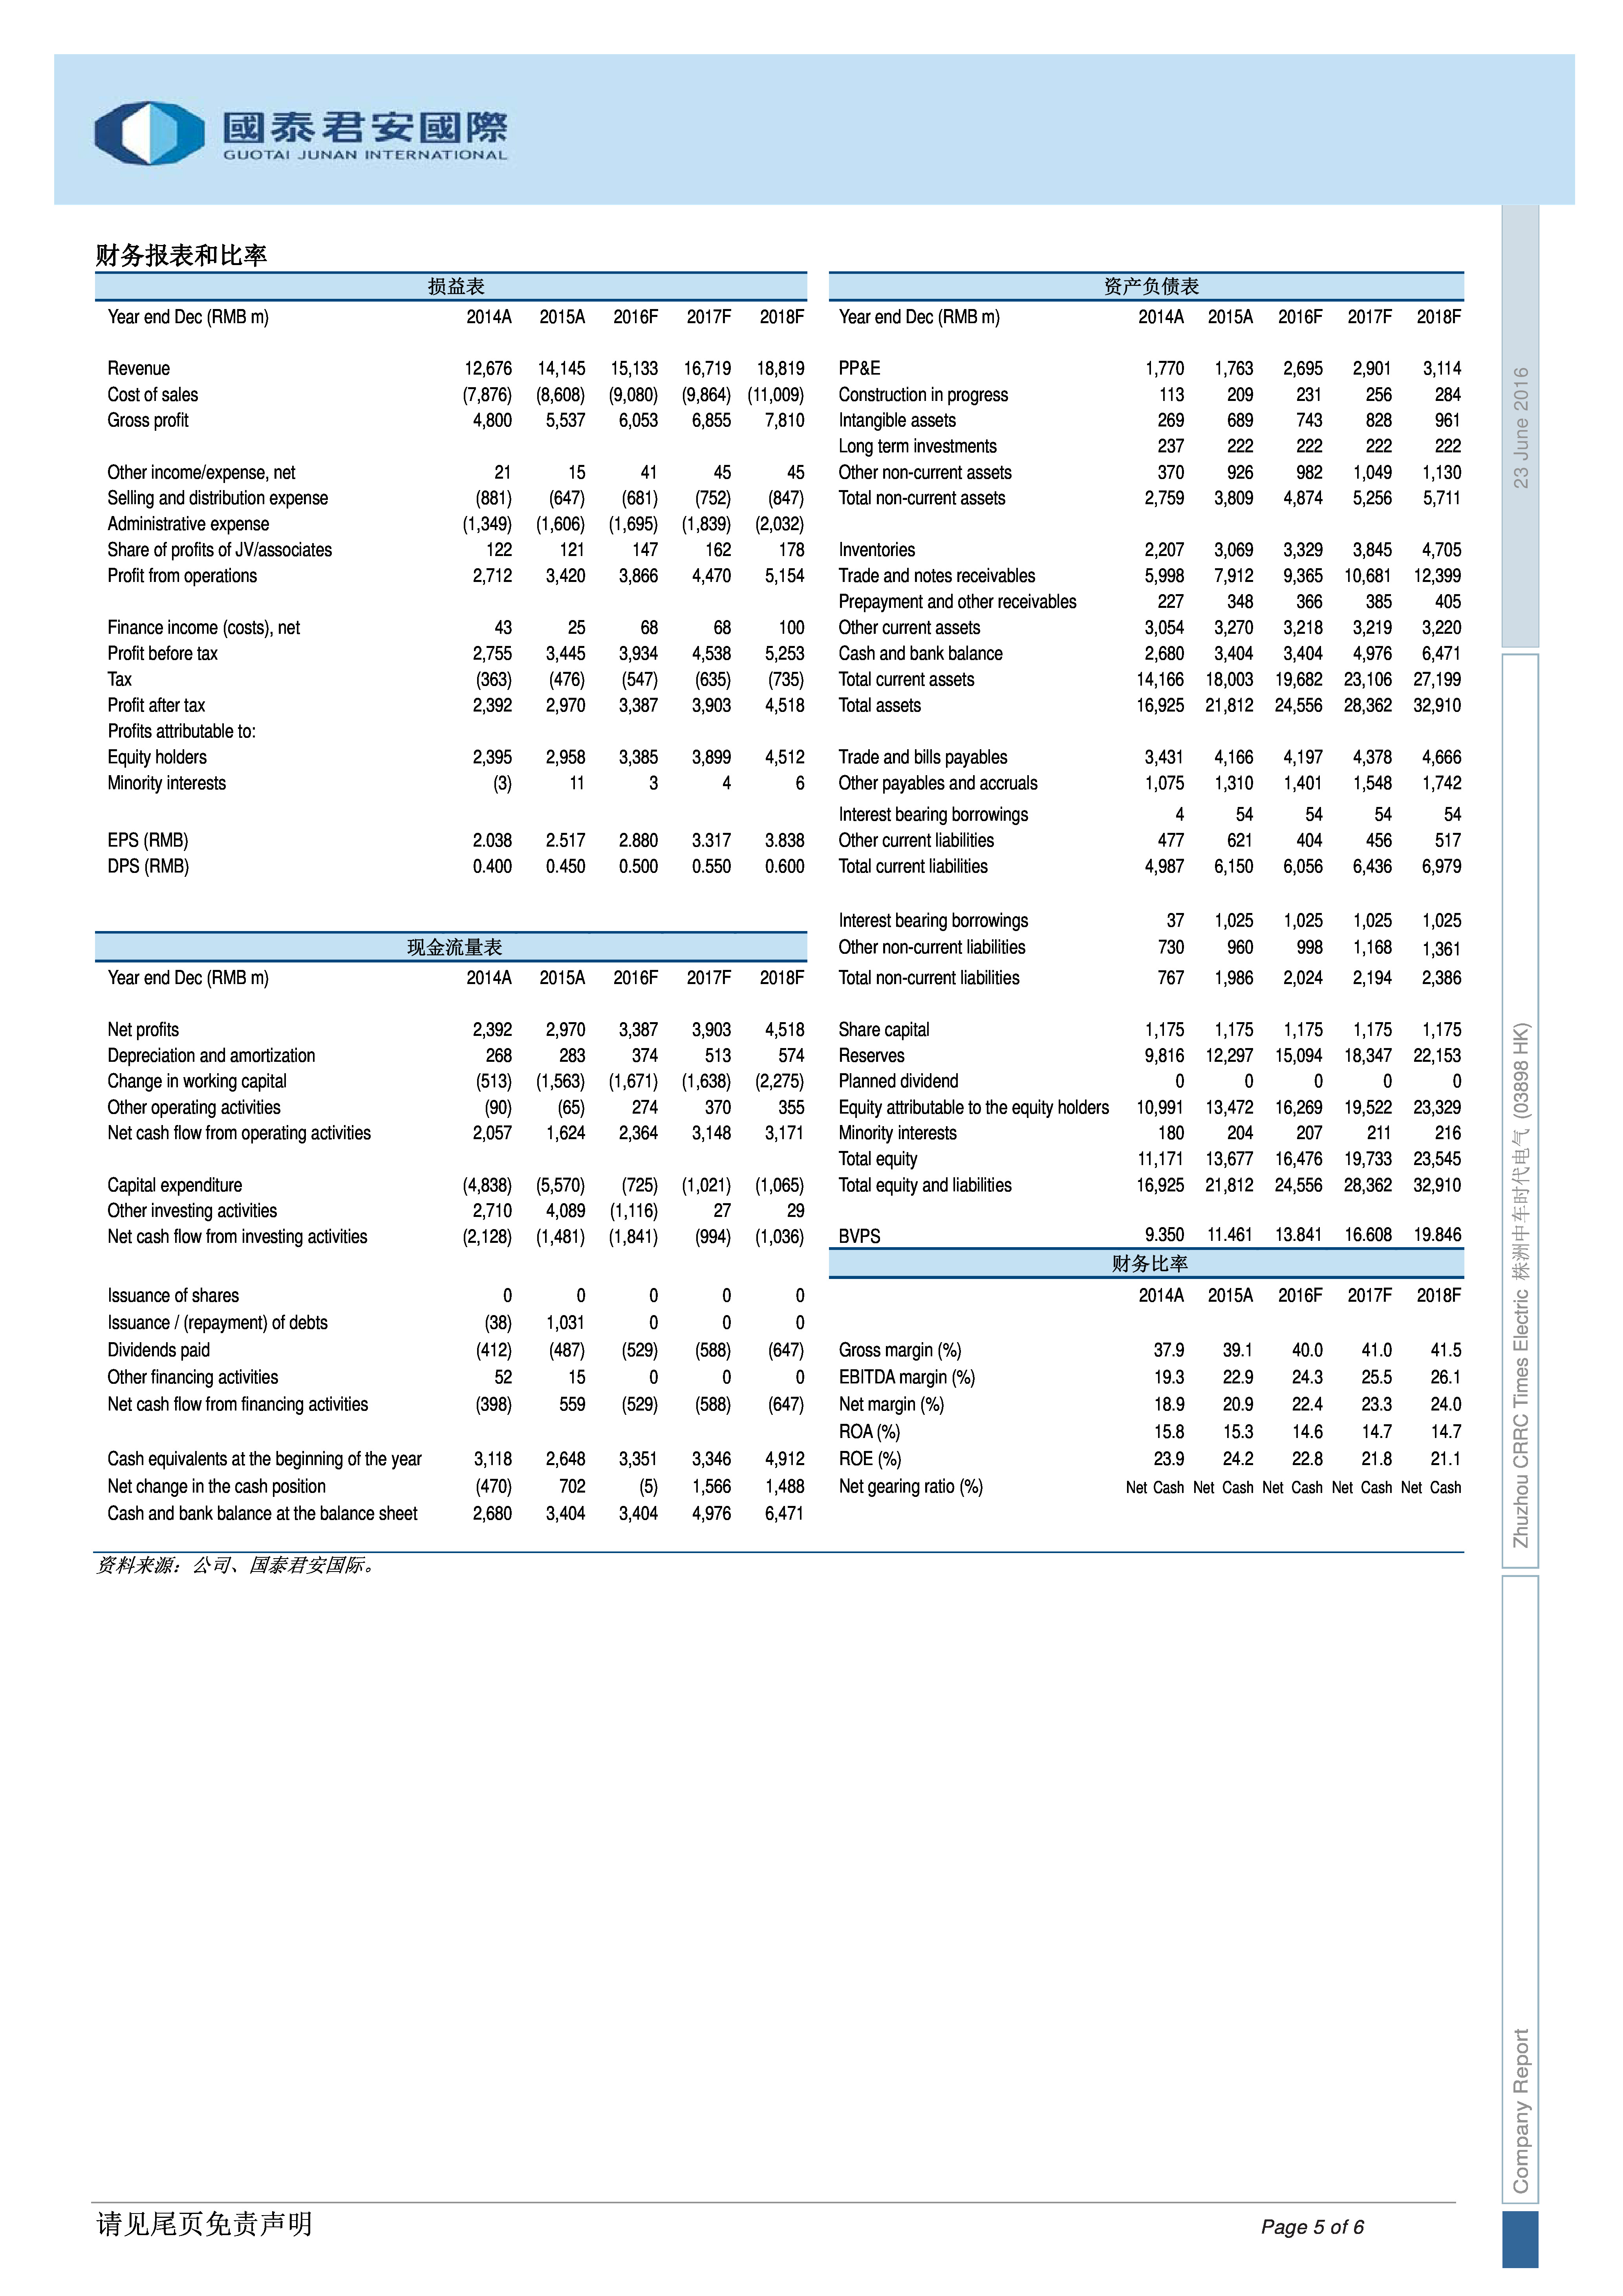 國泰君安國際
GUOTAI JUNAN INTERNATIONAL
财务报表和比率
损益表
Year end Dec (RMB m) 2014A 2015A 2016F 2017F 2018F
Revenue 12,676 14,145 15,133 16,719 18,819
Cost of sales (7,876) (8,608) (9,080) (9,864) (11,009)
Gross profit 4,800 5,537 6,053 6,855 7,810
Other income/expense, net 21 15 41 45 45
Selling and distribution expense (881) (647) (681) (752) (847)
Administrative expense (1,349) (1,606) (1,695) (1,839) (2,032)
Share of profits of JV/associates 122 121 147 162 178
Profit from operations 2,712 3,420 3,866 4,470 5,154
Finance income (costs), net 43 25 68 68 100
Profit before tax 2,755 3,445 3,934 4,538 5,253
Tax (363) (476) (547) (635) (735)
Profit after tax 2,392 2,970 3,387 3,903 4,518
Profits attributable to:
Equity holders 2,395 2,958 3,385 3,899 4,512
Minority interests (3) 11 3 4 6
EPS (RMB) 2.038 2.517 2.880 3.317 3.838
DPS (RMB) 0.400 0.450 0.500 0.550 0.600
现金流量表
Year end Dec (RMB m) 2014A 2015A 2016F 2017F 2018F
Net profits 2,392 2,970 3,387 3,903 4,518
Depreciation and amortization 268 283 374 513 574
Change in working capital (513) (1,563) (1,671) (1,638) (2,275)
Other operating activities (90) (65) 274 370 355
Net cash flow from operating activities 2,057 1,624 2,364 3,148 3,171
Capital expenditure (4,838) (5,570) (725) (1,021) (1,065)
Other investing activities 2,710 4,089 (1,116) 27 29
Net cash flow from investing activities (2,128) (1,481) (1,841) (994) (1,036)
Issuance of shares 0 0 0 0 0
Issuance / (repayment) of debts (38) 1,031 0 0 0
Dividends paid (412) (487) (529) (588) (647)
Other financing activities 52 15 0 0 0
Net cash flow from financing activities (398) 559 (529) (588) (647)
Cash equivalents at the beginning of the year 3,118 2,648 3,351 3,346 4,912
Net change in the cash position (470) 702 (5) 1,566 1,488
Cash and bank balance at the balance sheet 2,680 3,404 3,404 4,976 6,471
资产负债表
Year end Dec (RMB m) 2014A 2015A 2016F 2017F 2018F
PP&E 1,770 1,763 2,695 2,901 3,114
Construction in progress 113 209 231 256 284
Intangible assets 269 689 743 828 961
Long term investments 237 222 222 222 222
Other non-current assets 370 926 982 1,049 1,130
Total non-current assets 2,759 3,809 4,874 5,256 5,711
Inventories 2,207 3,069 3,329 3,845 4,705
Trade and notes receivables 5,998 7,912 9,365 10,681 12,399
Prepayment and other receivables 227 348 366 385 405
Other current assets 3,054 3,270 3,218 3,219 3,220
Cash and bank balance 2,680 3,404 3,404 4,976 6,471
Total current assets 14,166 18,003 19,682 23,106 27,199
Total assets 16,925 21,812 24,556 28,362 32,910
Trade and bills payables 3,431 4,166 4,197 4,378 4,666
Other payables and accruals 1,075 1,310 1,401 1,548 1,742
Interest bearing borrowings 4 54 54 54 54
Other current liabilities 477 621 404 456 517
Total current liabilities 4,987 6,150 6,056 6,436 6,979
Interest bearing borrowings 37 1,025 1,025 1,025 1,025
Other non-current liabilities 730 960 998 1,168 1,361
Total non-current liabilities 767 1,986 2,024 2,194 2,386
Share capital 1,175 1,175 1,175 1,175 1,175
Reserves 9,816 12,297 15,094 18,347 22,153
Planned dividend 0 0 0 0 0
Equity attributable to the equity holders 10,991 13,472 16,269 19,522 23,329
Minority interests 180 204 207 211 216
Total equity 11,171 13,677 16,476 19,733 23,545
Total equity and liabilities 16,925 21,812 24,556 28,362 32,910
BVPS 9.350 11.461 13.841 16.608 19.846
财务比率
2014A 2015A 2016F 2017F 2018F
Gross margin (%) 37.9 39.1 40.0 41.0 41.5
EBITDA margin (%) 19.3 22.9 24.3 25.5 26.1
Net margin (%) 18.9 20.9 22.4 23.3 24.0
ROA (%) 15.8 15.3 14.6 14.7 14.7
ROE (%) 23.9 24.2 22.8 21.8 21.1
Net gearing ratio (%) Net Cash Net Cash Net Cash Net Cash Net Cash
资料来源：公司、国泰君安国际。
23 June 2016
Zhuzhou CRRC Times Electric 株洲中车时代电气 (03898 HK)
Company Report
请见尾页免责声明
Page 5 of 6